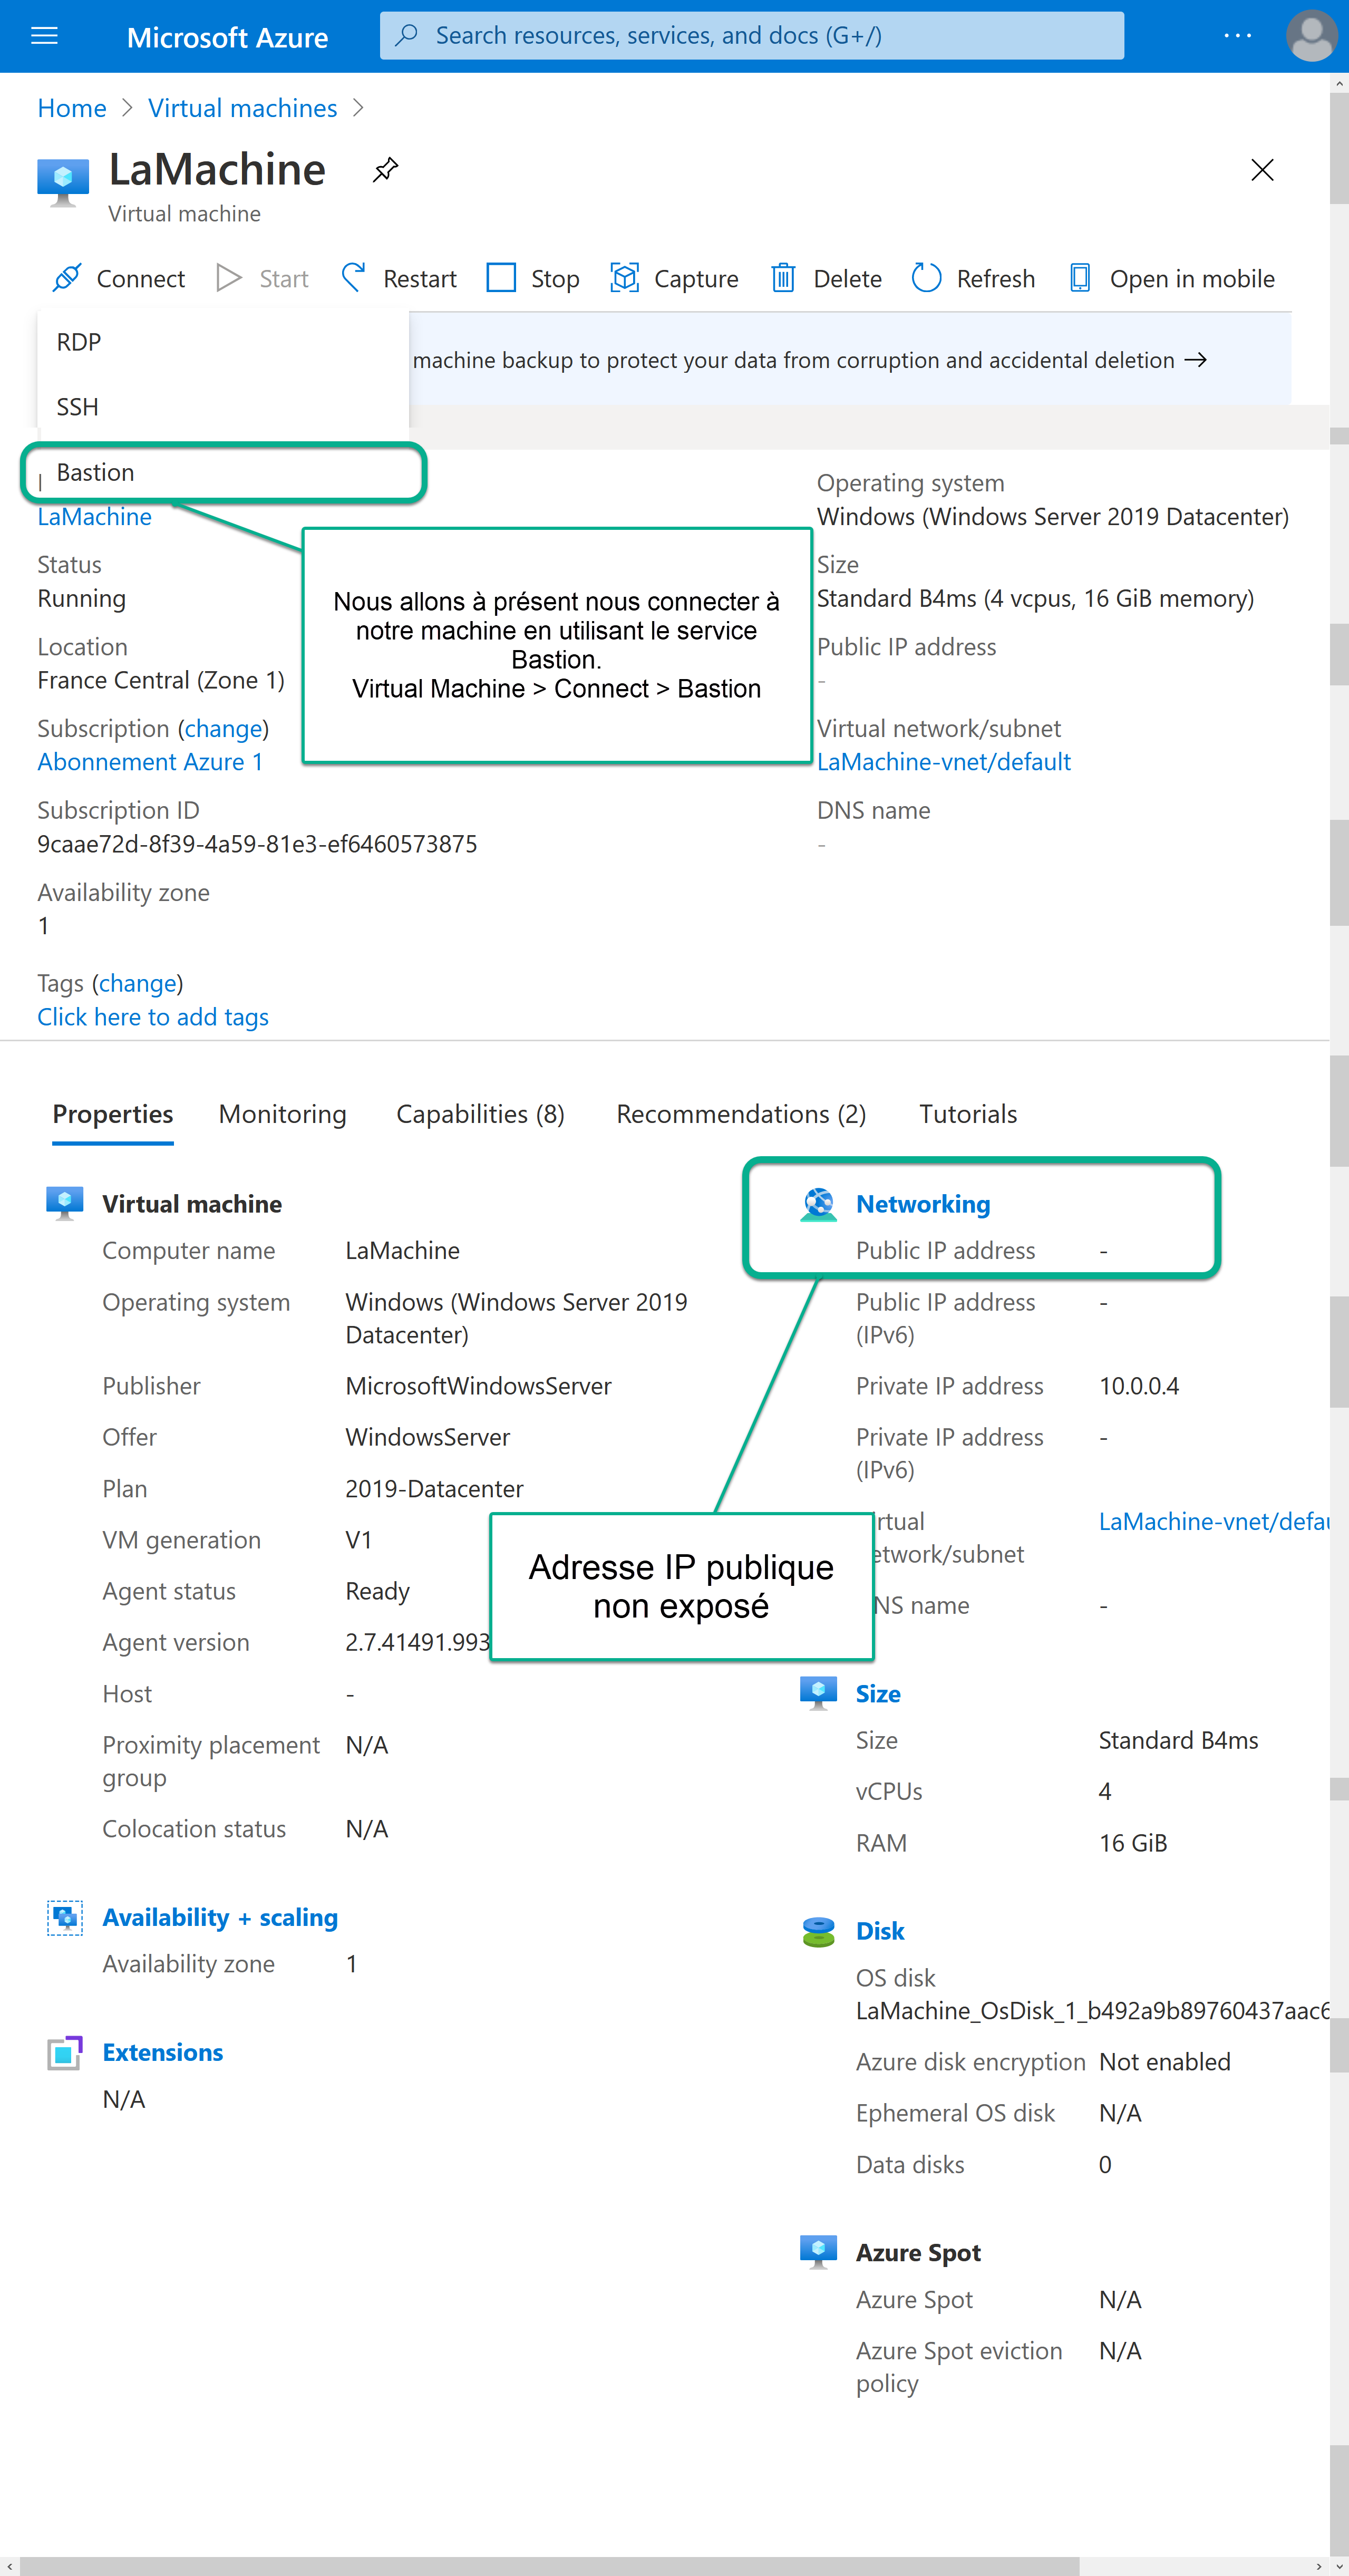 Microsoft Azure
Search resources, services, and docs (G+/)
Home
Virtual machines
LaMachine
Virtual machine
Connect
Start
Restart
Stop
Capture
Delete
Refresh
Open in mobile
RDP
machine backup to protect your data from corruption and accidental deletion
SSH
Bastion
LaMachine
Status
Running
Location
France Central (Zone 1)
Subscription (change)
Abonnement Azure 1
Subscription ID
9caae72d-8f39-4a59-81e3-ef6460573875
Availability zone
1
Tags (change)
Click here to add tags
Nous allons à présent nous connecter à
notre machine en utilisant le service
Bastion.
Virtual Machine > Connect > Bastion
Operating system
Windows (Windows Server 2019 Datacenter)
Size
Standard B4ms (4 vcpus, 16 GiB memory)
Public IP address
-
Virtual network/subnet
LaMachine-vnet/default
DNS name
-
Properties
Monitoring
Capabilities (8)
Recommendations (2)
Tutorials
Virtual machine
Computer name LaMachine
Operating system Windows (Windows Server 2019
Datacenter)
Publisher MicrosoftWindowsServer
Offer WindowsServer
Plan 2019-Datacenter
VM generation V1
Agent status Ready
Agent version 2.7.41491.993
Host -
Proximity placement N/A
group
Colocation status N/A
Availability + scaling
Availability zone 1
Extensions
N/A
Networking
Public IP address -
Public IP address -
(IPv6)
Private IP address 10.0.0.4
Private IP address -
(IPv6)
rtual LaMachine-vnet/defau
etwork/subnet
NS name -
Adresse IP publique
non exposé
Size
Size Standard B4ms
vCPUs 4
RAM 16 GiB
Disk
OS disk
LaMachine_OsDisk_1_b492a9b89760437aac6
Azure disk encryption Not enabled
Ephemeral OS disk N/A
Data disks 0
Azure Spot
Azure Spot N/A
Azure Spot eviction N/A
policy